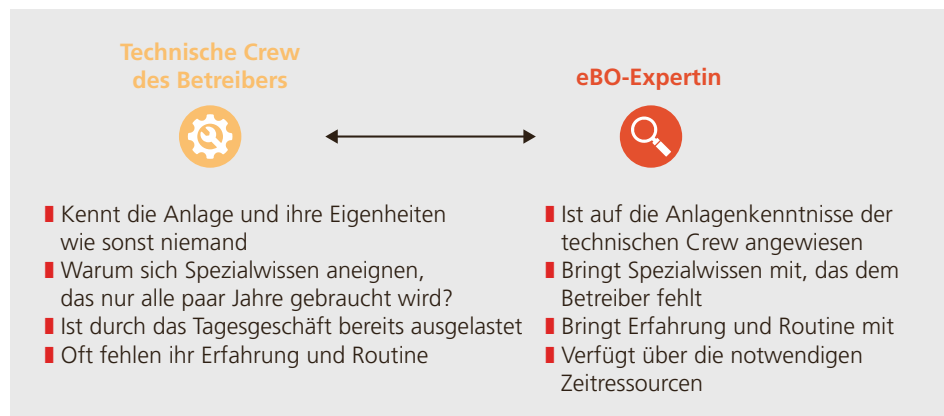 Technische Crew
des Betreibers
eBO-Expertin
Kennt die Anlage und ihre Eigenheiten
wie sonst niemand
Warum sich Spezialwissen aneignen,
das nur alle paar Jahre gebraucht wird?
Ist durch das Tagesgeschäft bereits ausgelastet
Oft fehlen ihr Erfahrung und Routine
Ist auf die Anlagenkenntnisse der
technischen Crew angewiesen
Bringt Spezialwissen mit, das dem
Betreiber fehlt
Bringt Erfahrung und Routine mit
Verfügt über die notwendigen
Zeitressourcen